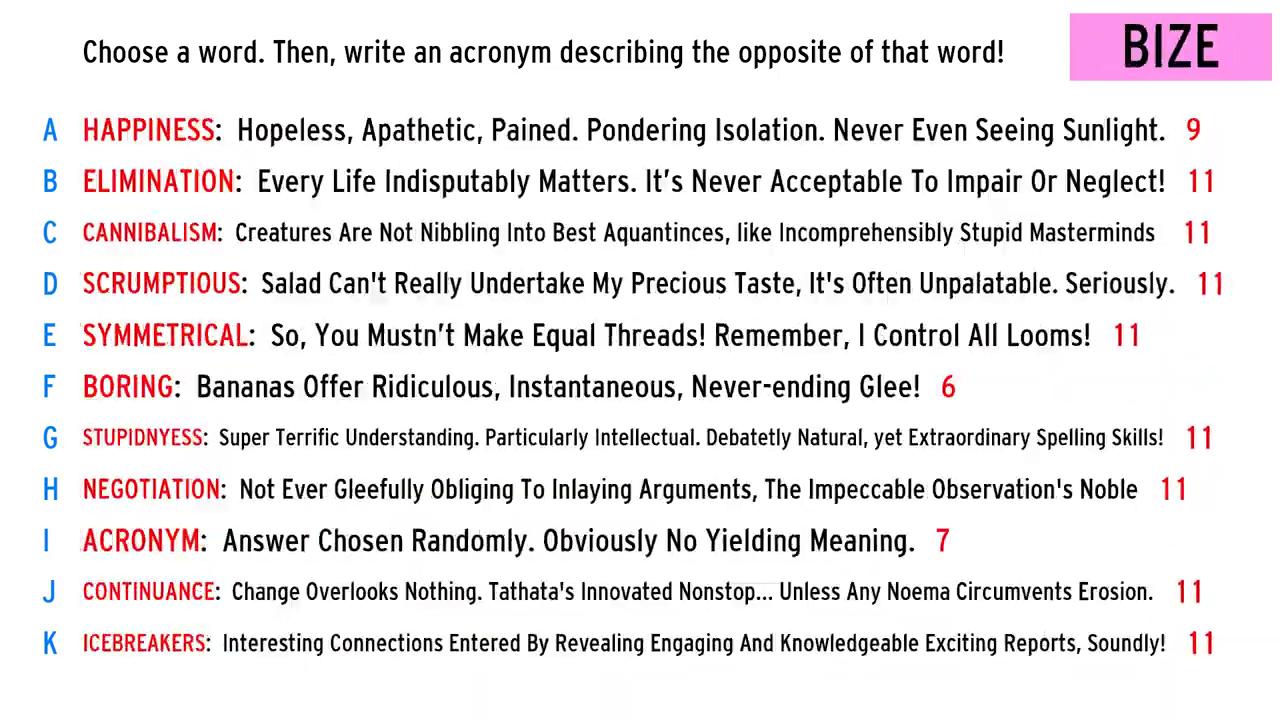 Choose a word. Then, write an acronym describing the opposite of that word!
BIZE
A HAPPINESS: Hopeless, Apathetic, Pained. Pondering Isolation. Never Even Seeing Sunlight. 9
B ELIMINATION: Every Life Indisputably Matters. It’s Never Acceptable To Impair Or Neglect! 11
C CANNIBALISM: Creatures Are Not Nibbling Into Best Aquantinces, like Incomprehensibly Stupid Masterminds 11
D SCRUMPTIOUS: Salad Can't Really Undertake My Precious Taste, It's Often Unpalatable. Seriously. 11
E SYMMETRICAL: So, You Mustn’t Make Equal Threads! Remember, I Control All Looms! 11
F BORING: Bananas Offer Ridiculous, Instantaneous, Never-ending Glee! 6
G STUPIDNYESS: Super Terrific Understanding. Particularly Intellectual. Debatetly Natural, yet Extraordinary Spelling Skills! 11
H NEGOTIATION: Not Ever Gleefully Obliging To Inlaying Arguments, The Impeccable Observation's Noble 11
I ACRONYM: Answer Chosen Randomly. Obviously No Yielding Meaning. 7
J CONTINUANCE: Change Overlooks Nothing. Tathata's Innovated Nonstop... Unless Any Noema Circumvents Erosion. 11
K ICEBREAKERS: Interesting Connections Entered By Revealing Engaging And Knowledgeable Exciting Reports, Soundly! 11